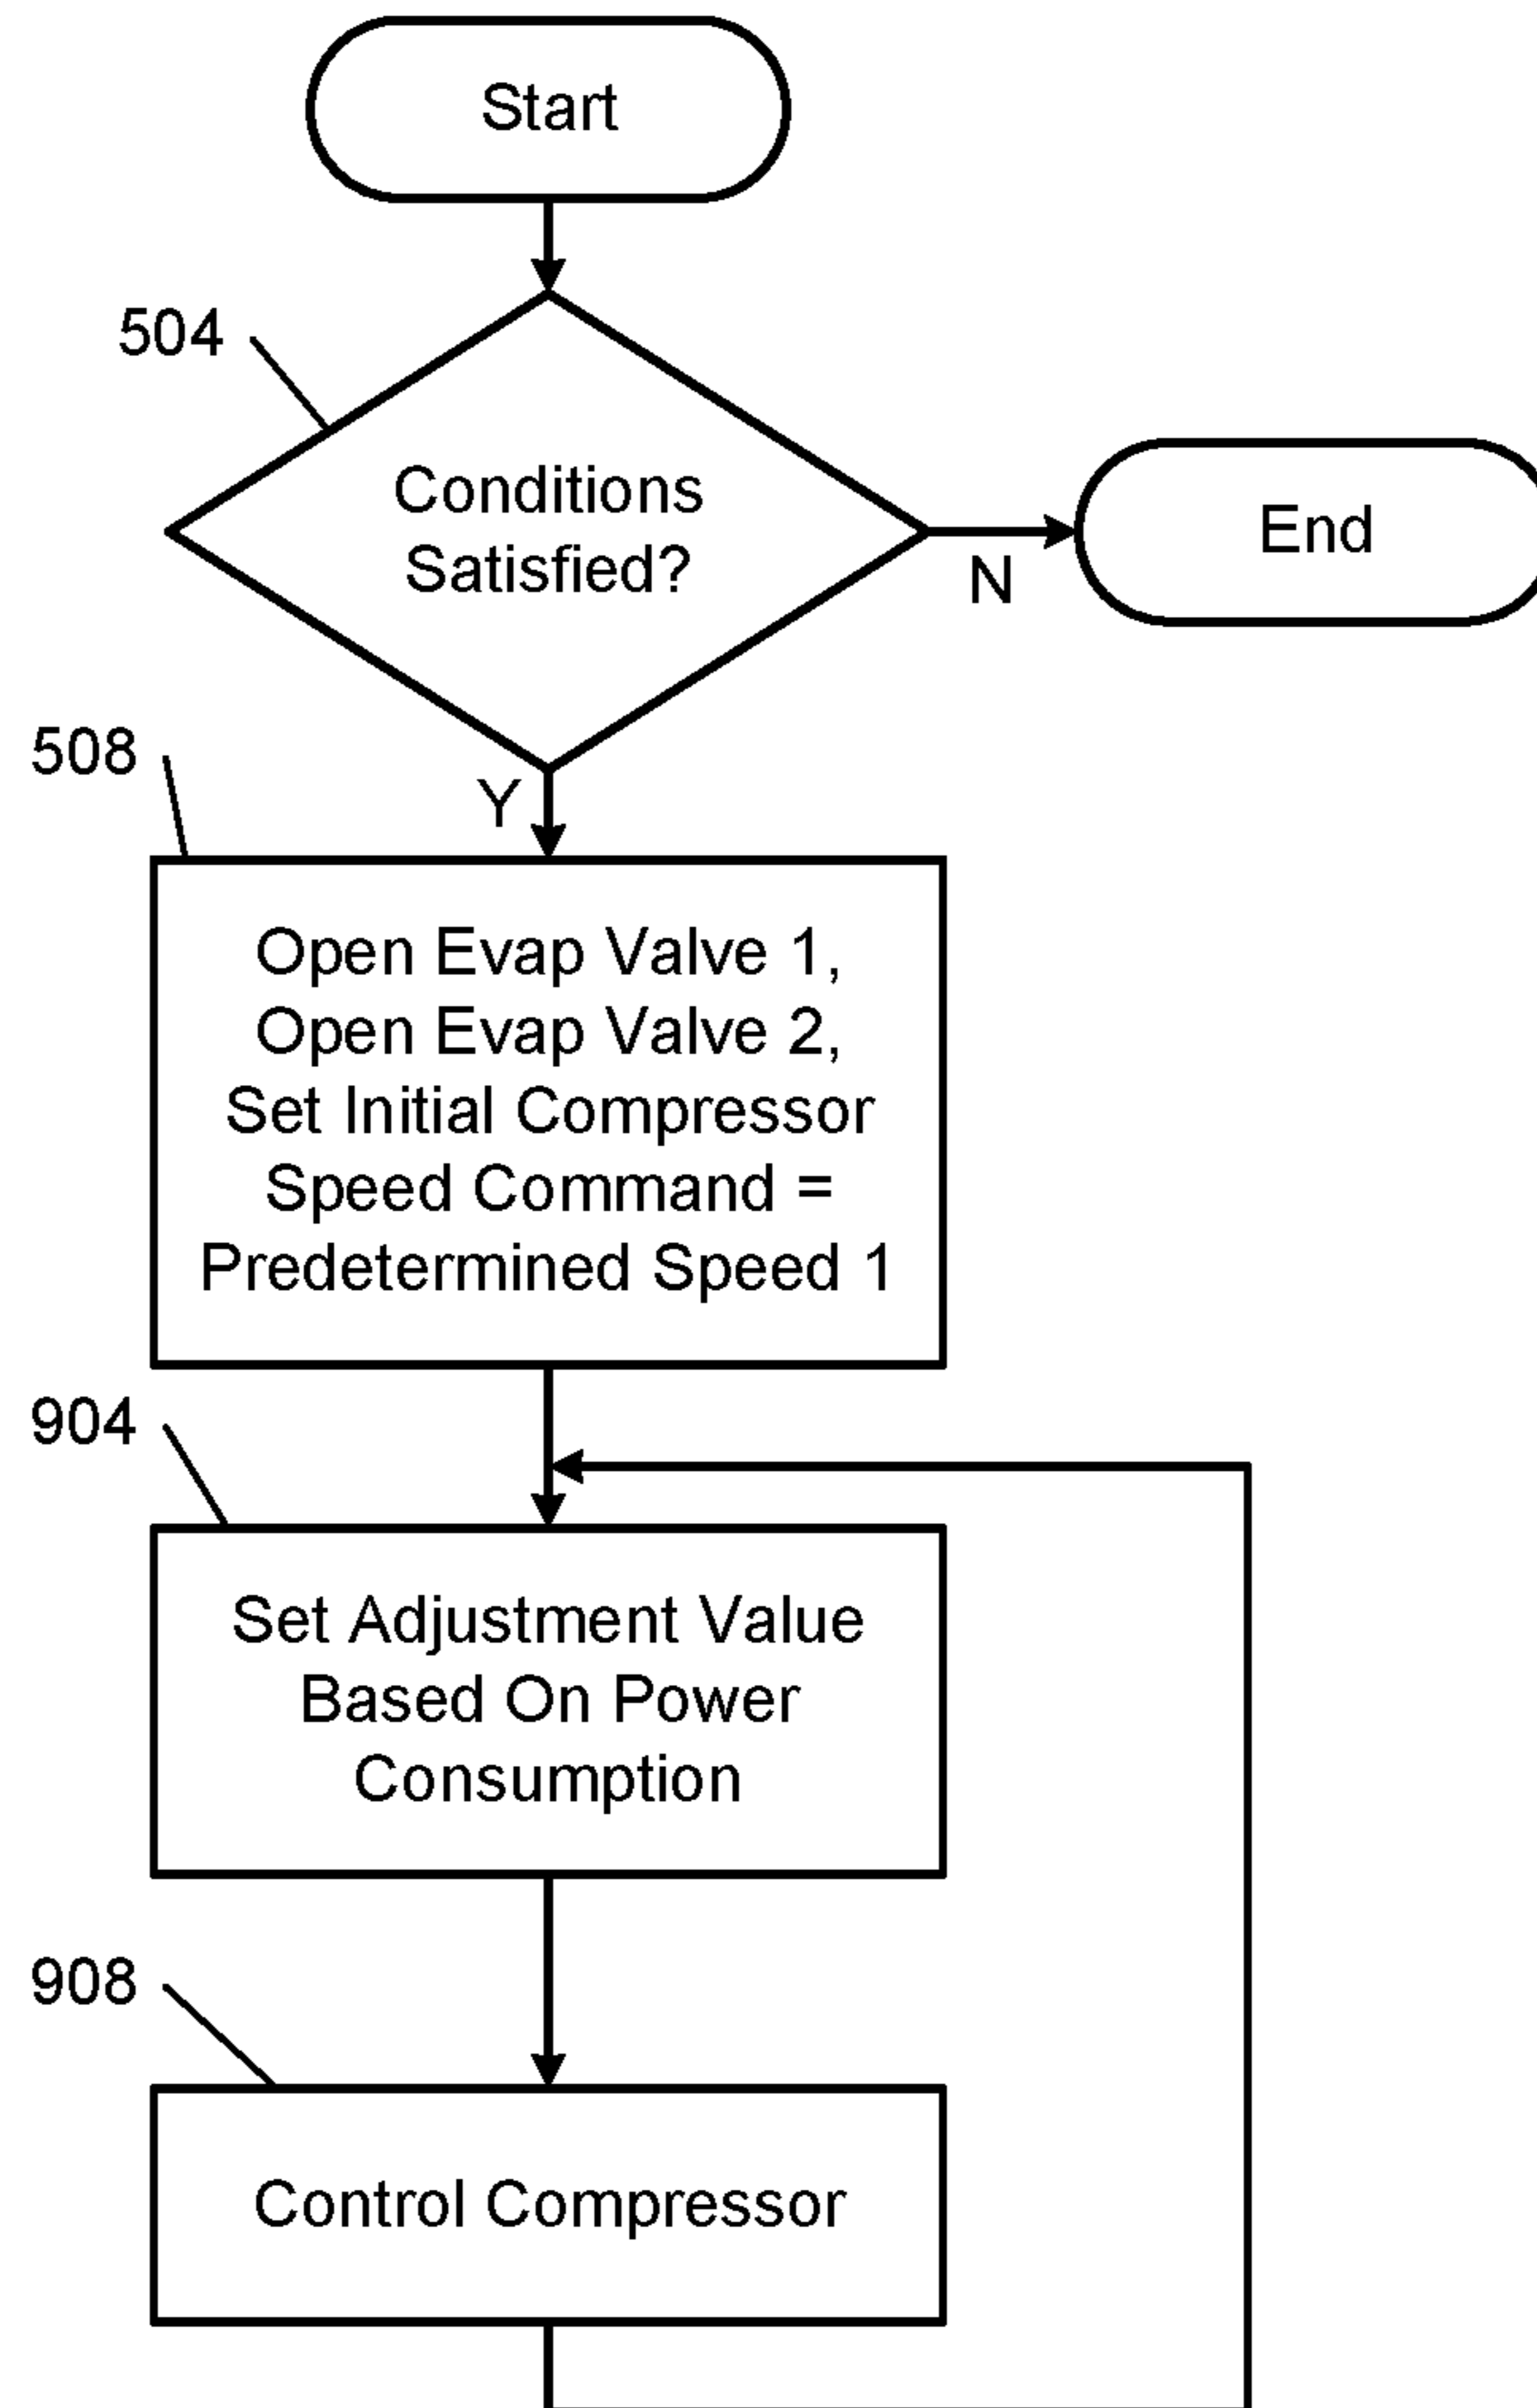 Start
504
Conditions
Satisfied?
N
End
508
Y
Open Evap Valve 1,
Open Evap Valve 2,
Set Initial Compressor
Speed Command =
Predetermined Speed 1
904
Set Adjustment Value
Based On Power
Consumption
908
Control Compressor